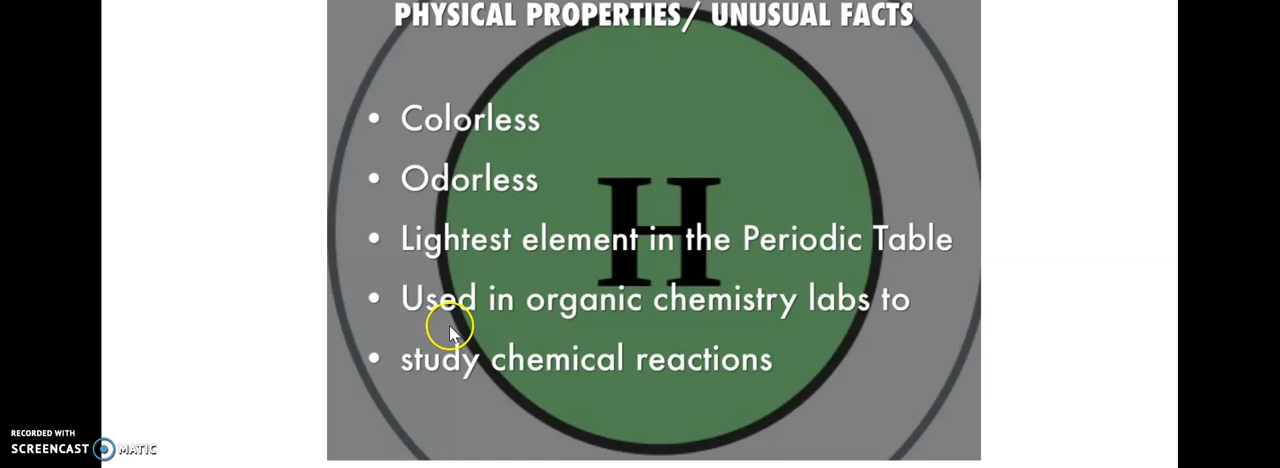 PHYSICAL PROPERTIES/ UNUSUAL FACTS
• Colorless
• Odorless
H
• Lightest element in the Periodic Table
• Used in organic chemistry labs to
• study chemical reactions
RECORDED WITH
SCREENCAST MATIC